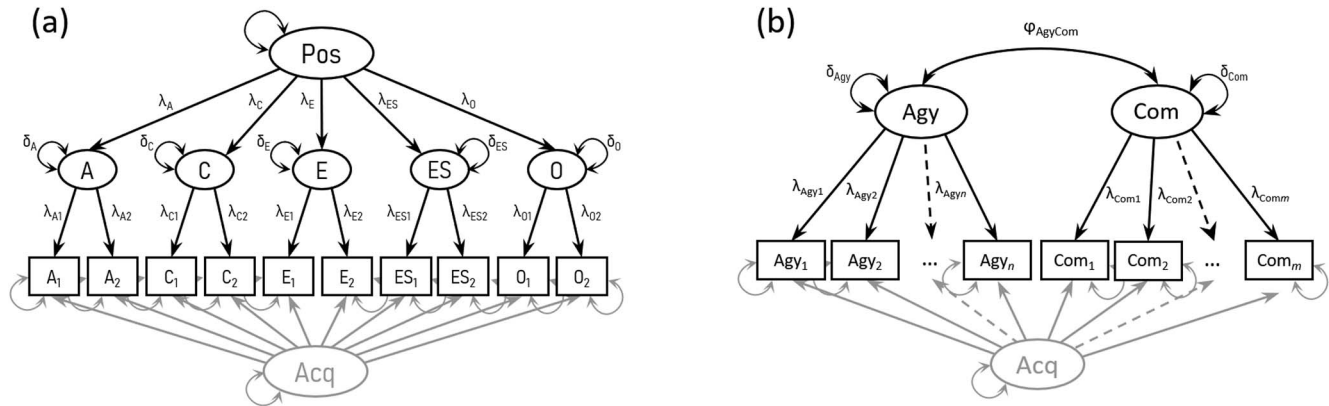 (a)
Pos
λA λC λE λES λO
δA δC δE δES δO
A C E ES O
λA1 λA2 λC1 λC2 λE1 λE2 λES1 λES2 λO1 λO2
A1 A2 C1 C2 E1 E2 ES1 ES2 O1 O2
Acq
(b)
φAgyCom
δAgy δCom
Agy Com
λAgy1 λAgy2 λAgyn λCom1 λCom2 λComm
Agy1 Agy2 ... Agyn Com1 Com2 ... Comm
Acq